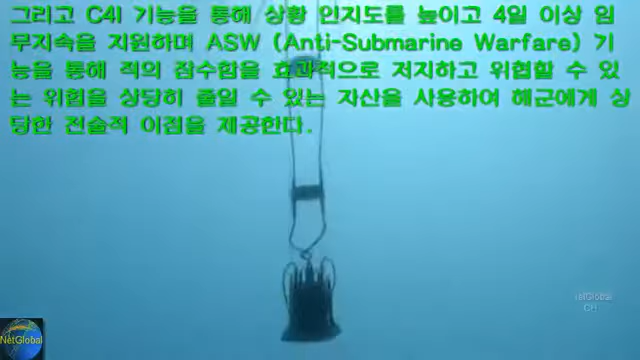 그리고 C4I 기능을 통해 상황 인지도를 높이고 4일 이상 임
무지속을 지원하며 ASW (Anti-Submarine Warfare) 기
능을 통해 적의 잠수함을 효과적으로 저지하고 위협할 수 있
는 위험을 상당히 줄일 수 있는 자산을 사용하여 해군에게 상
당한 전술적 이점을 제공한다.
NetGlobal
CH
NetGlobal